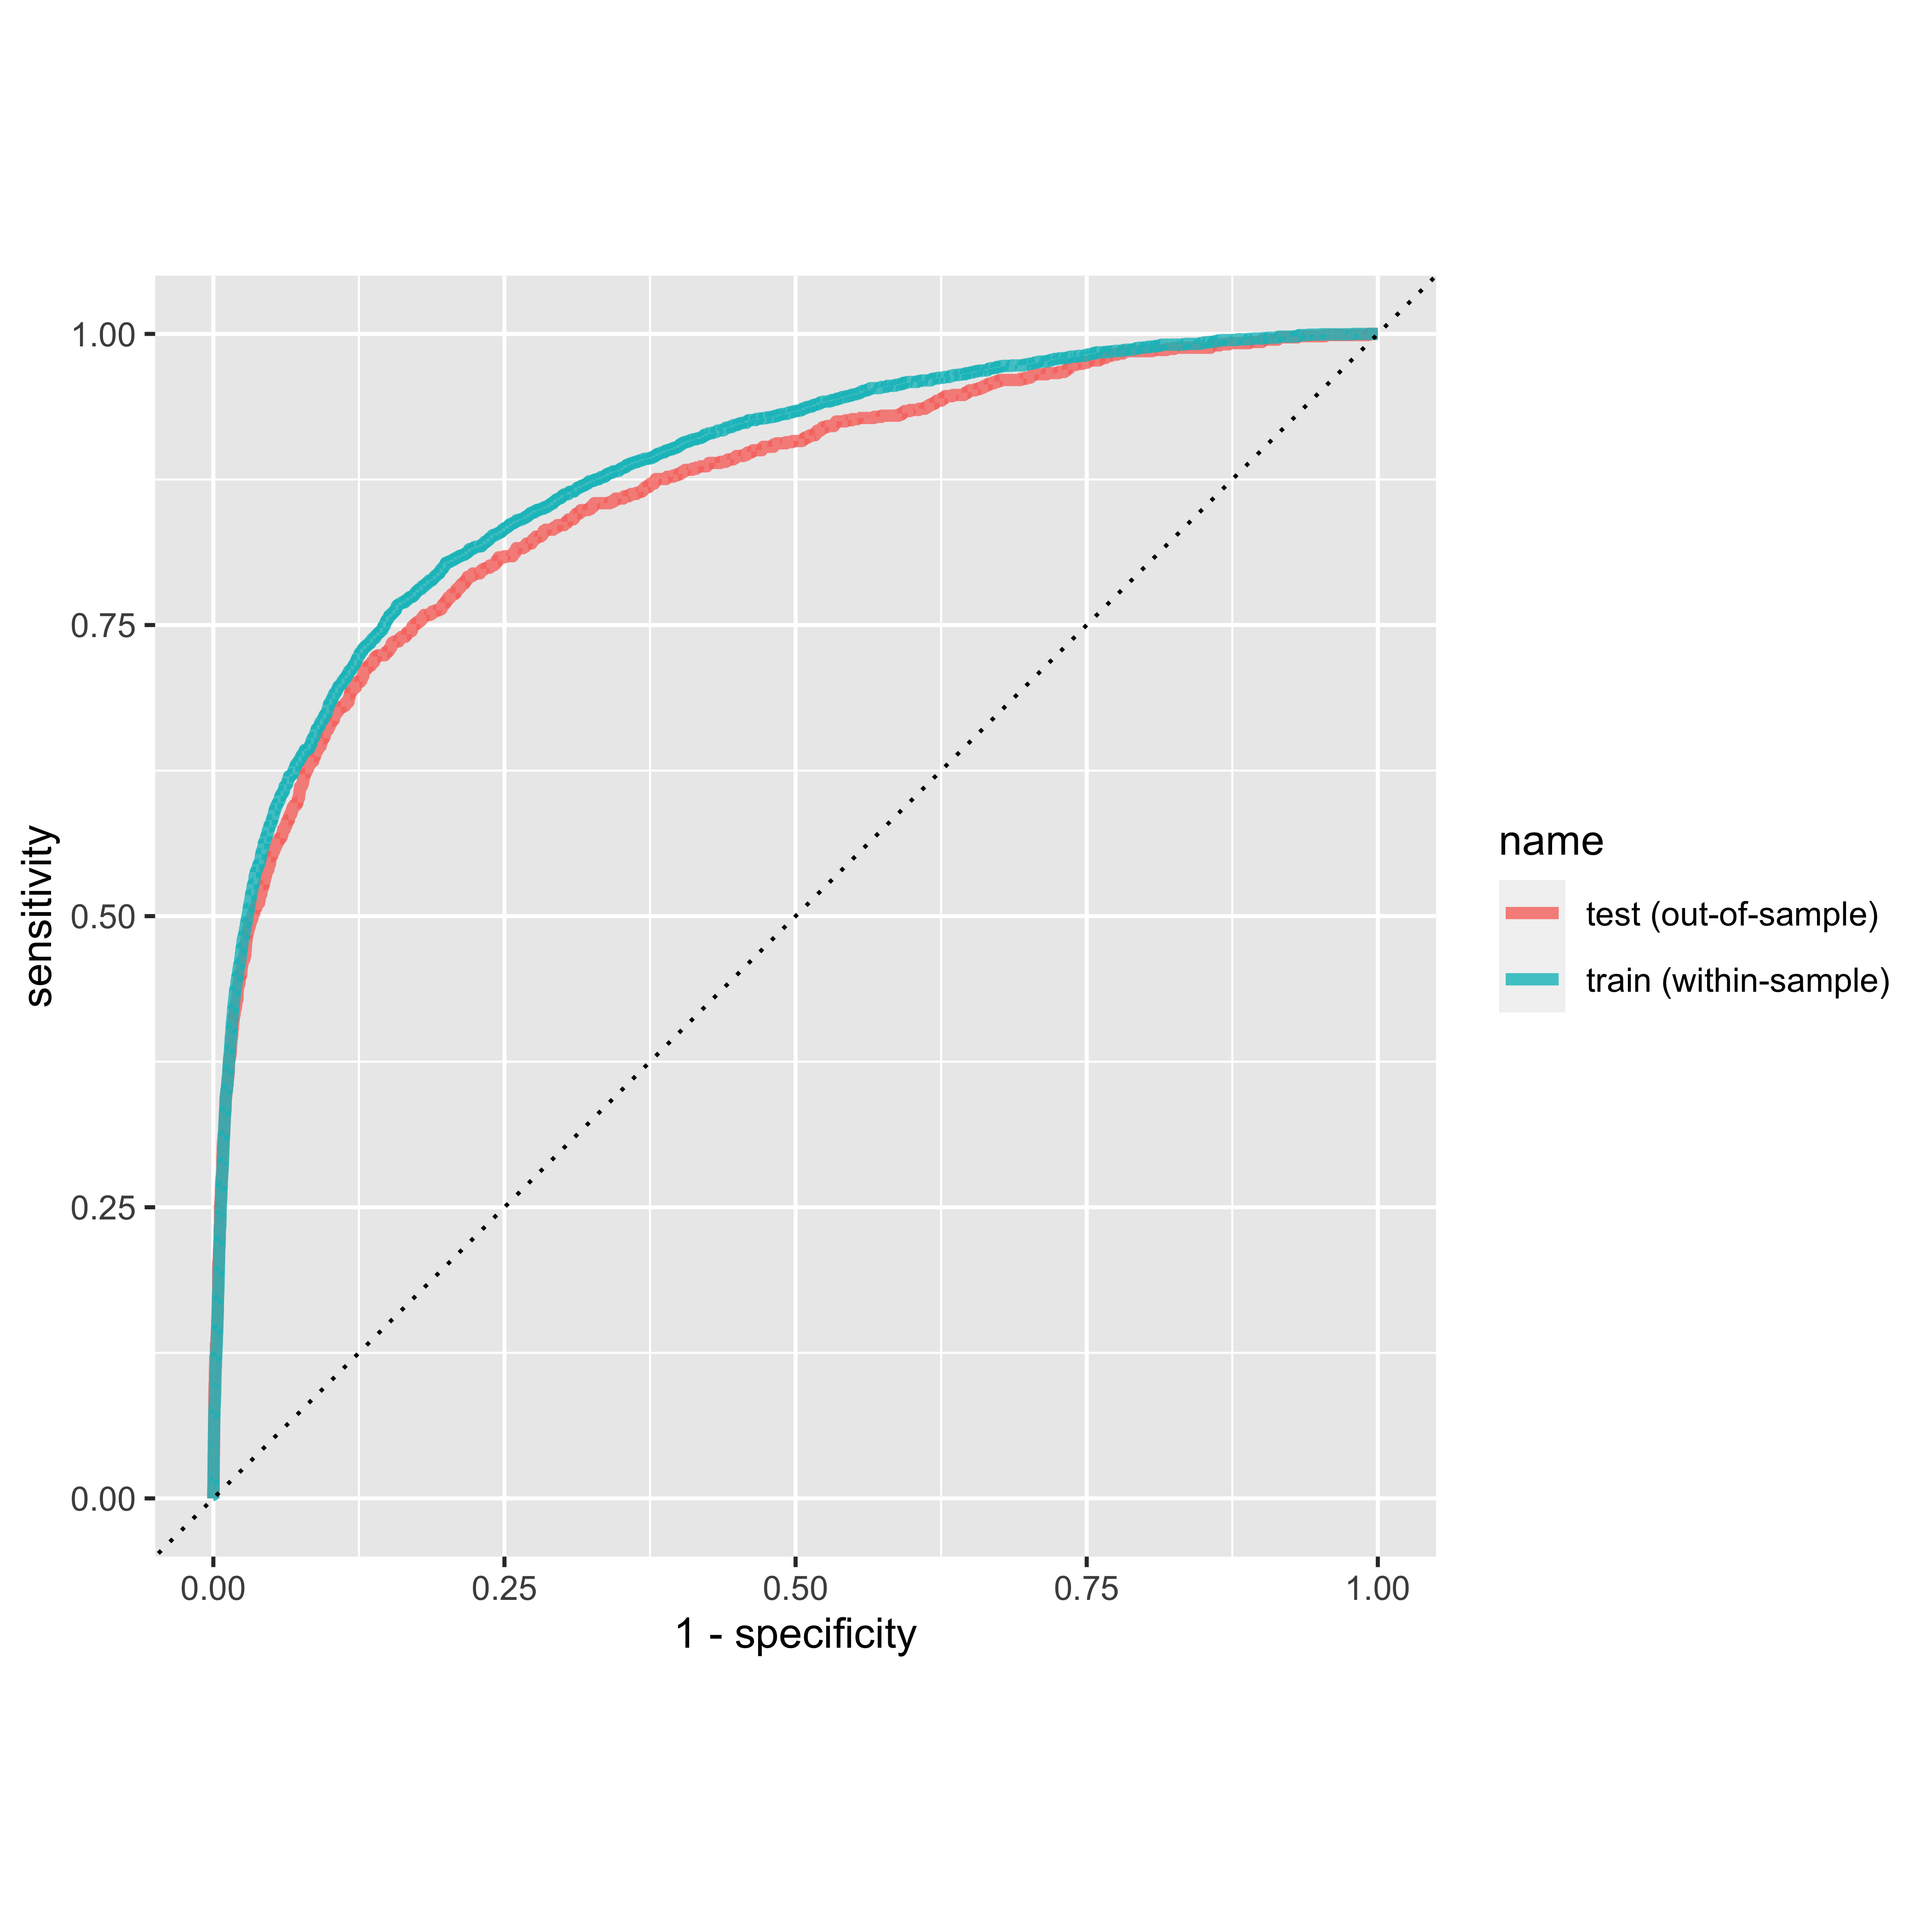 1.00
0.75
0.50
0.25
0.00
sensitivity
0.00 0.25 0.50 0.75 1.00
1 - specificity
name
test (out-of-sample)
train (within-sample)